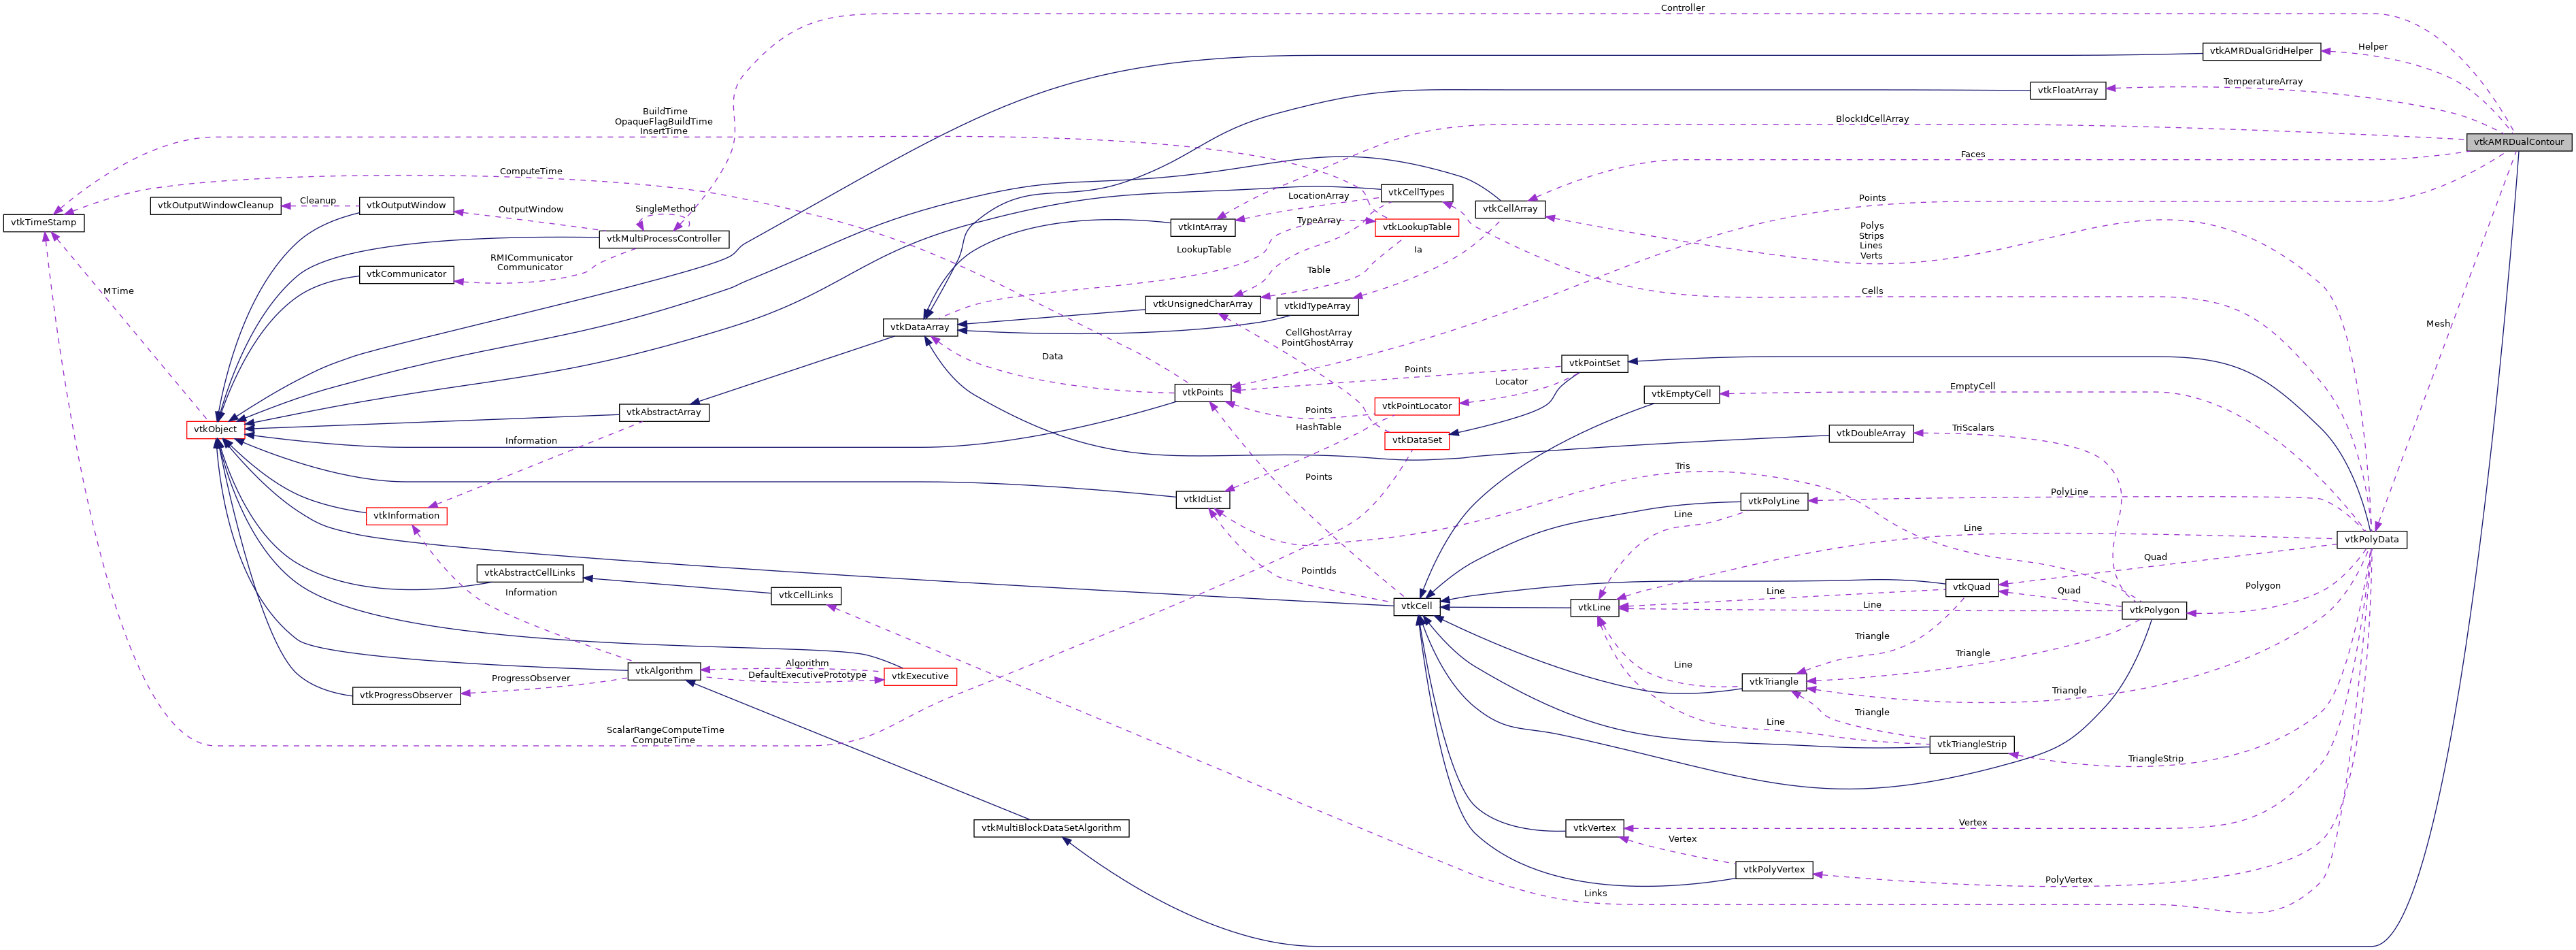 Controller
Helper
vtkAMRDualGridHelper
TemperatureArray
vtkFloatArray
BuildTime
OpaqueFlagBuildTime
InsertTime
BlockIdCellArray
vtkAMRDualContour
Faces
ComputeTime
vtkCellTypes
LocationArray
Points
vtkOutputWindowCleanup
Cleanup
vtkOutputWindow
OutputWindow
SingleMethod
vtkCellArray
vtkTimeStamp
TypeArray
vtkIntArray
vtkLookupTable
Polys
Strips
Lines
Verts
vtkMultiProcessController
LookupTable
Ia
RMICommunicator
Communicator
vtkCommunicator
Table
MTime
Cells
vtkUnsignedCharArray
vtkIdTypeArray
vtkDataArray
Mesh
CellGhostArray
PointGhostArray
Data
vtkPointSet
Points
Locator
EmptyCell
vtkPoints
vtkEmptyCell
vtkPointLocator
Points
vtkAbstractArray
HashTable
vtkObject
Information
vtkDataSet
vtkDoubleArray
TriScalars
Tris
Points
vtkIdList
vtkPolyLine
PolyLine
vtkInformation
Line
Line
vtkPolyData
Quad
vtkAbstractCellLinks
PointIds
Information
vtkCellLinks
vtkQuad
Polygon
Line
Quad
vtkCell
vtkLine
Line
vtkPolygon
Triangle
Triangle
Algorithm
vtkAlgorithm
Line
DefaultExecutivePrototype
vtkExecutive
ProgressObserver
vtkTriangle
Triangle
vtkProgressObserver
Triangle
Line
ScalarRangeComputeTime
ComputeTime
vtkTriangleStrip
TriangleStrip
vtkMultiBlockDataSetAlgorithm
vtkVertex
Vertex
Vertex
vtkPolyVertex
PolyVertex
Links